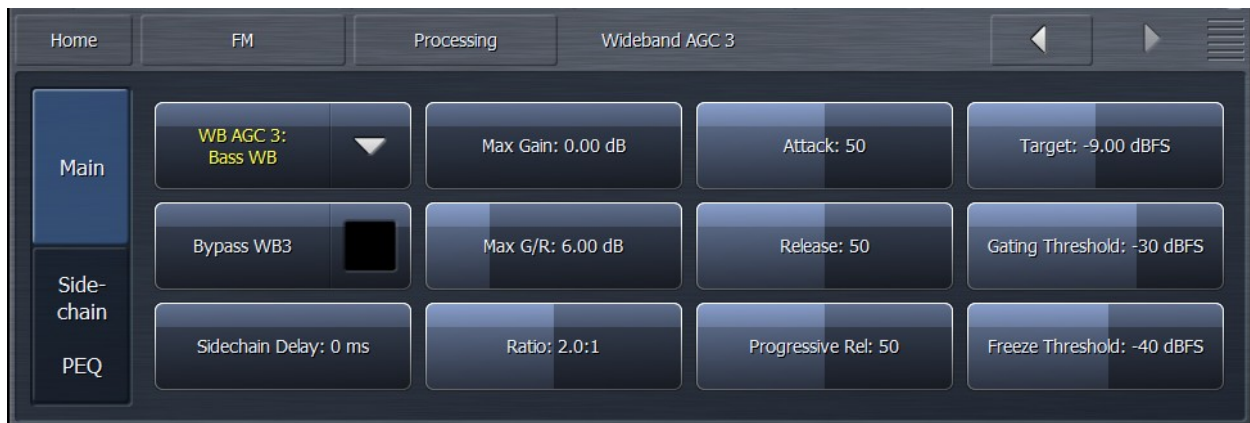 Home
FM
Processing
Wideband AGC 3
Main
Side-
chain
PEQ
WB AGC 3:
Bass WB
Max Gain: 0.00 dB
Attack: 50
Target: -9.00 dBFS
Bypass WB3
Max G/R: 6.00 dB
Release: 50
Gating Threshold: -30 dBFS
Sidechain Delay: 0 ms
Ratio: 2.0:1
Progressive Rel: 50
Freeze Threshold: -40 dBFS